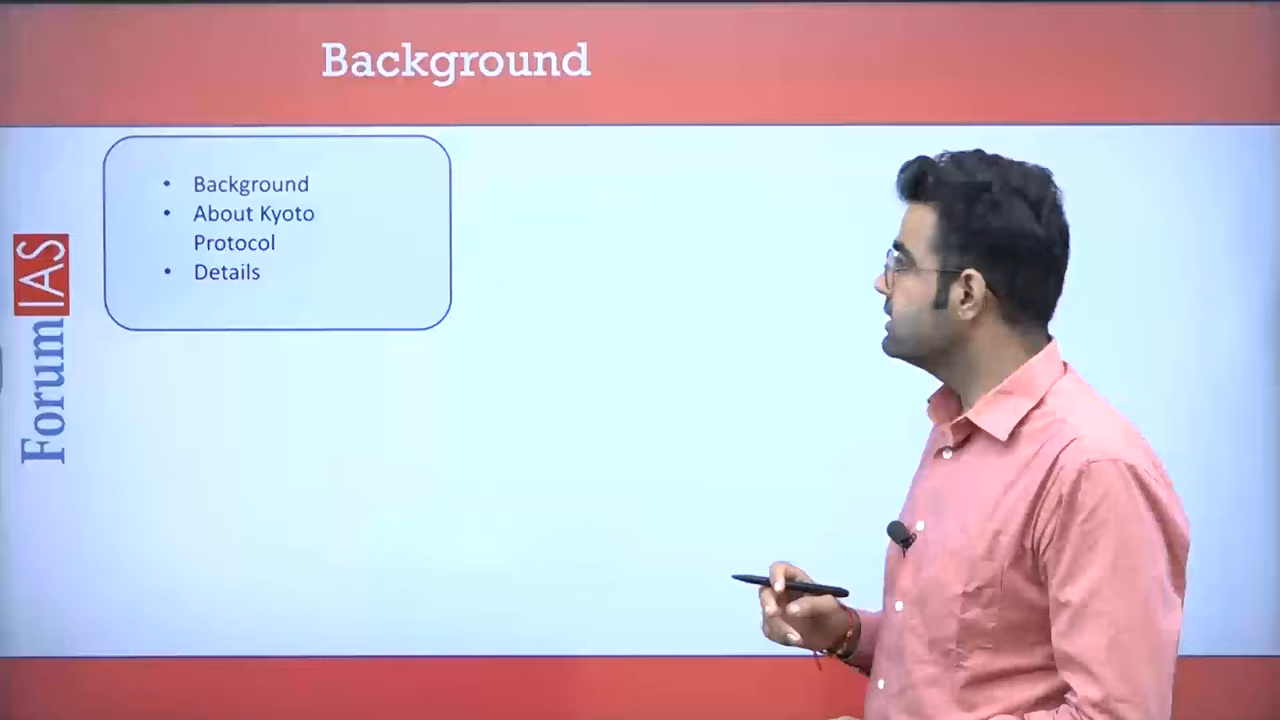 Background
• Background
• About Kyoto
Protocol
• Details
ForumIAS